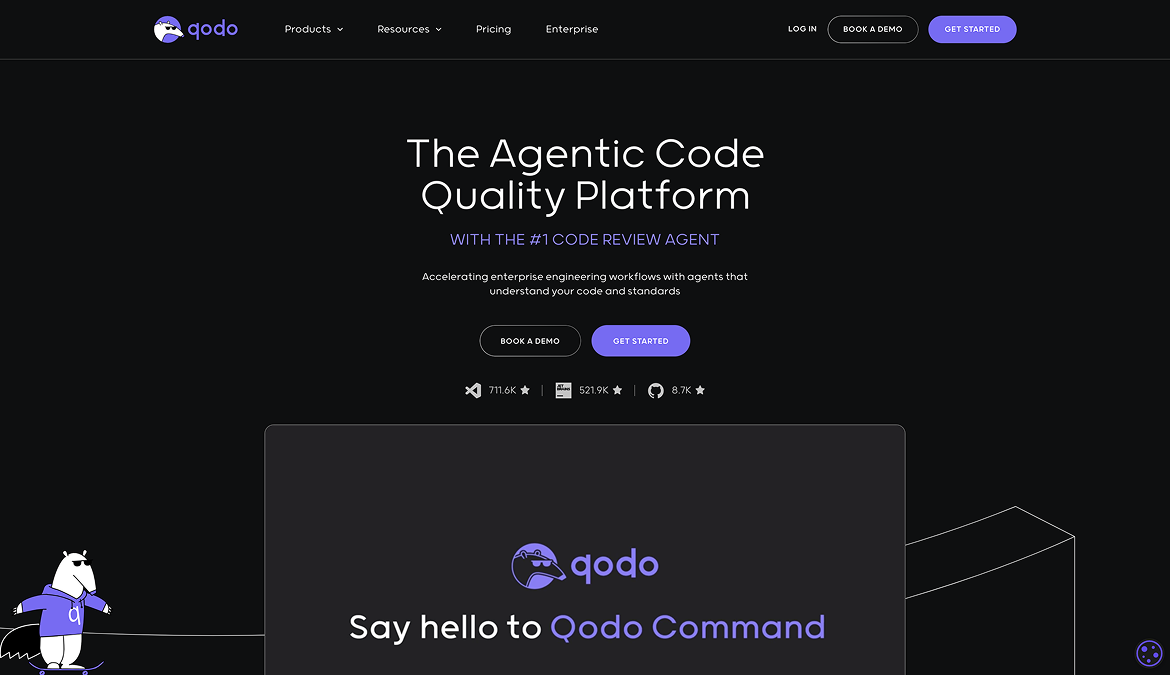 qodo
Products
Resources
Pricing
Enterprise
LOG IN
BOOK A DEMO
GET STARTED
The Agentic Code
Quality Platform
WITH THE #1 CODE REVIEW AGENT
Accelerating enterprise engineering workflows with agents that
understand your code and standards
BOOK A DEMO
GET STARTED
711.6K
JET
BRAINS
521.9K
8.7K
qodo
Say hello to Qodo Command
q